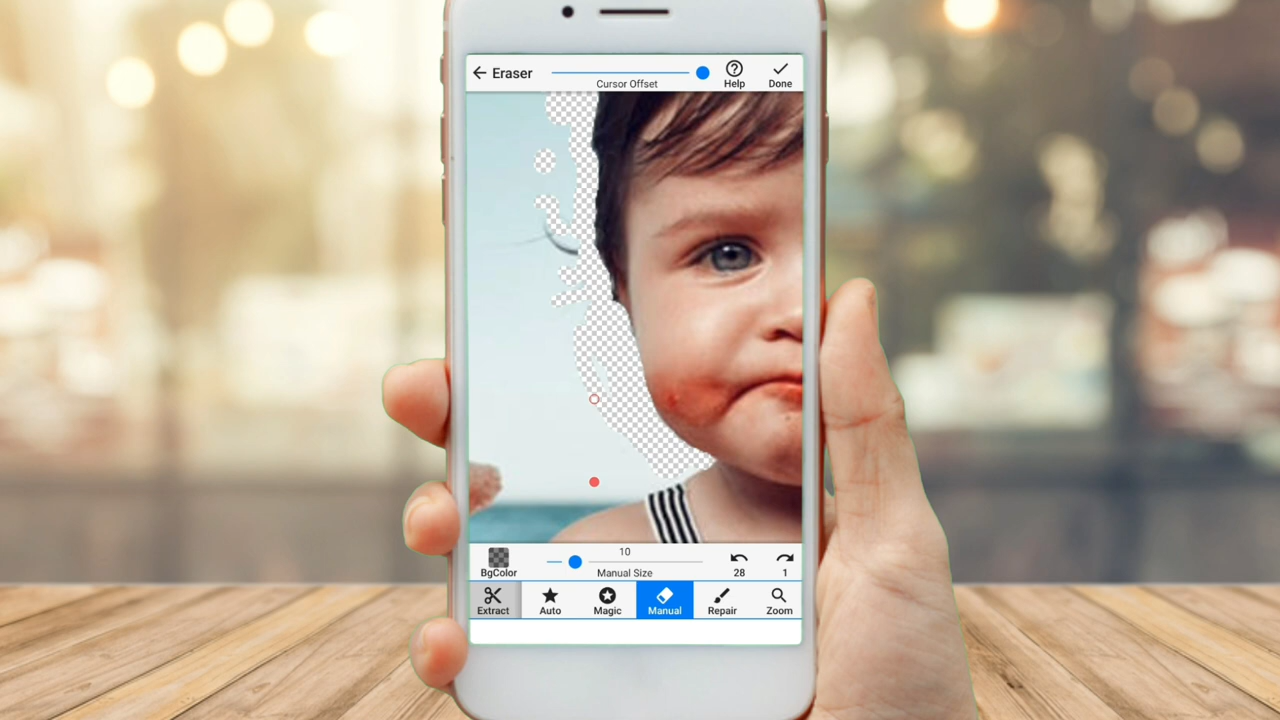 Eraser
Cursor Offset
Help
Done
10
BgColor
Manual Size
28
1
Extract
Auto
Magic
Manual
Repair
Zoom